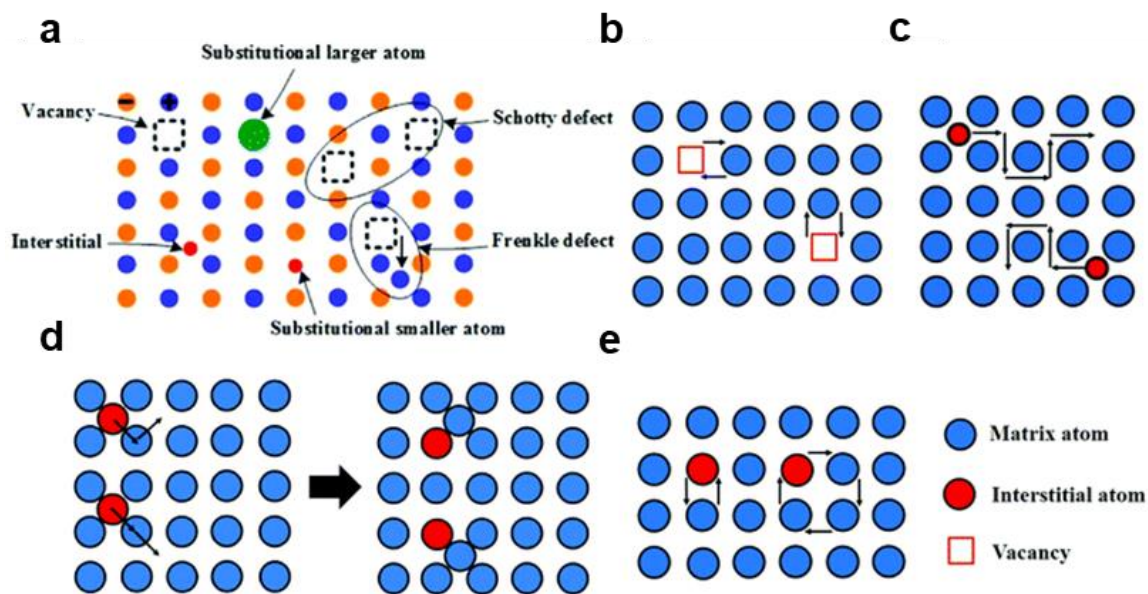 a
Substitutional larger atom
Vacancy
Schotty defect
Interstitial
Frenkle defect
Substitutional smaller atom
b
c
d
e
Matrix atom
Interstitial atom
Vacancy